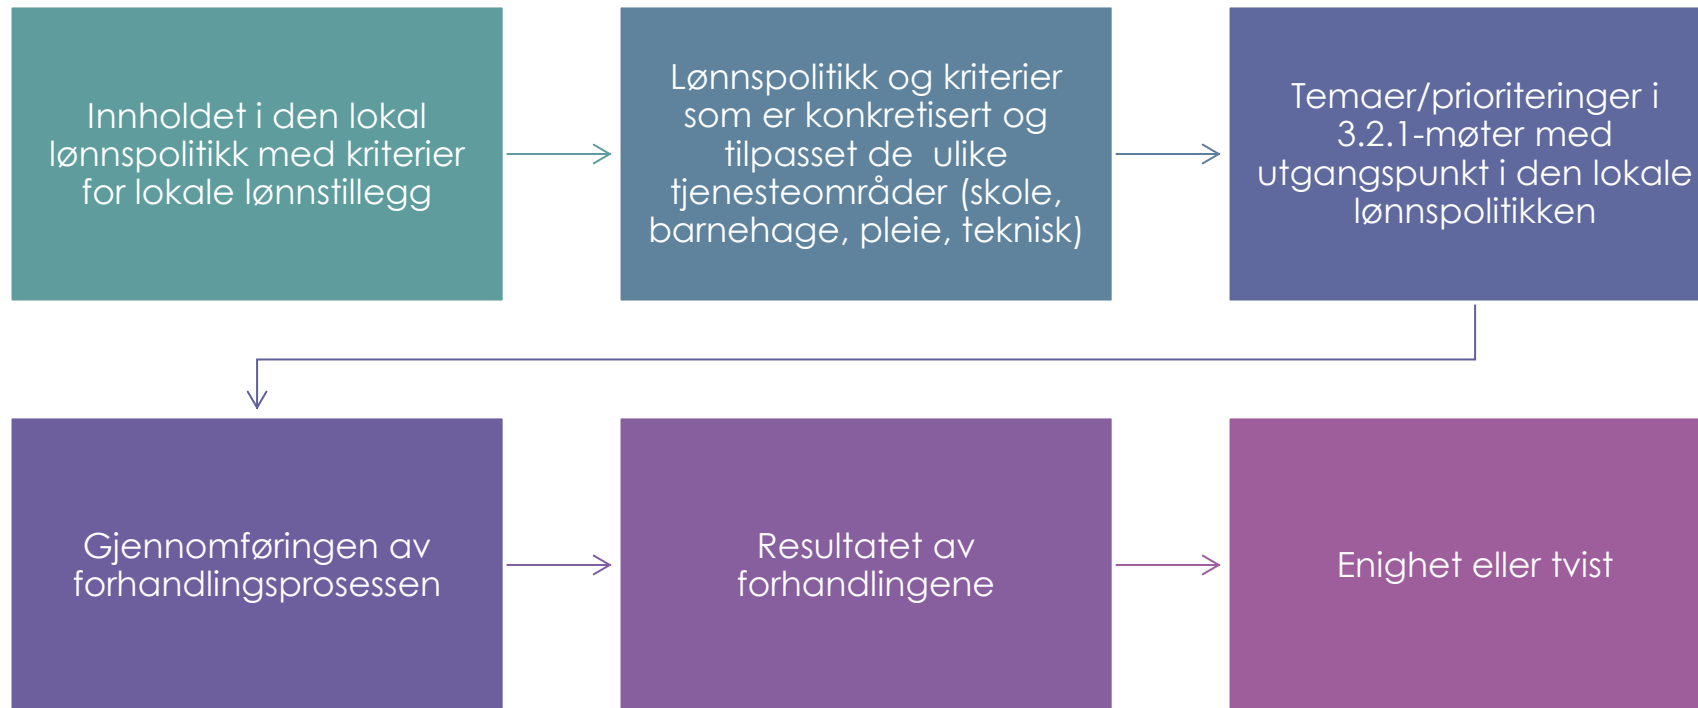 Innholdet i den lokal
lønnspolitikk med kriterier
for lokale lønnstillegg
Lønnspolitikk og kriterier
som er konkretisert og
tilpasset de  ulike
tjenesteområder (skole,
barnehage, pleie, teknisk)
Temaer/prioriteringer i
3.2.1-møter med
utgangspunkt i den lokale
lønnspolitikken
Gjennomføringen av
forhandlingsprosessen
Resultatet av
forhandlingene
Enighet eller tvist